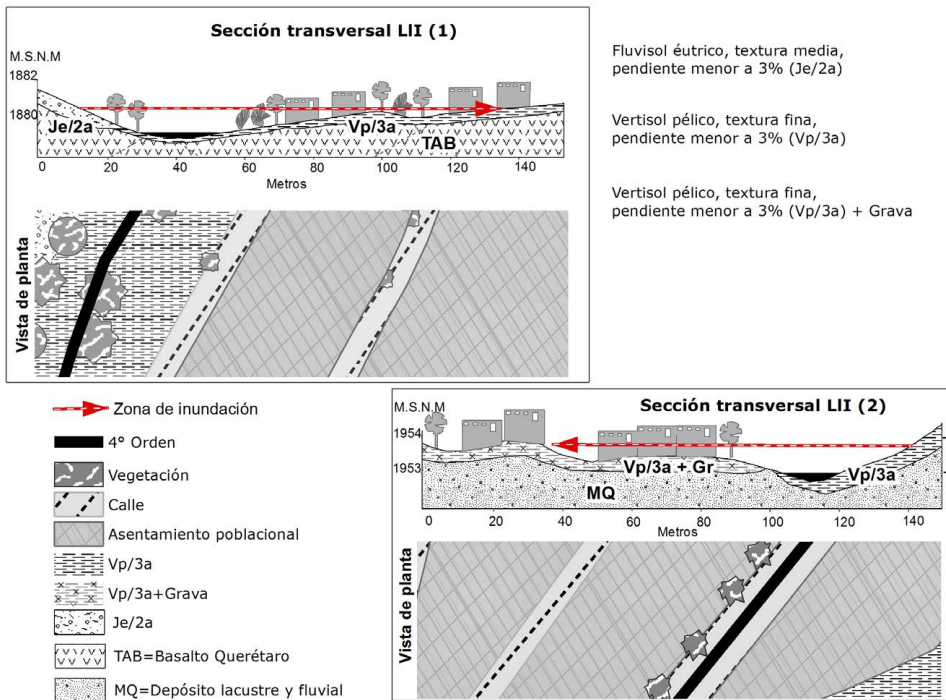 Sección transversal LlI (1)
M.S.N.M
1882
1880
Je/2a
Vp/3a
TAB
0 20 40 60 80 100 120 140
Metros
Vista de planta
Fluvisol éutrico, textura media,
pendiente menor a 3% (Je/2a)
Vertisol pélico, textura fina,
pendiente menor a 3% (Vp/3a)
Vertisol pélico, textura fina,
pendiente menor a 3% (Vp/3a) + Grava
Zona de inundación
4° Orden
Vegetación
Calle
Asentamiento poblacional
Vp/3a
Vp/3a+Grava
Je/2a
TAB=Basalto Querétaro
MQ=Depósito lacustre y fluvial
Sección transversal LlI (2)
M.S.N.M
1954
1953
Vp/3a + Gr
Vp/3a
MQ
0 20 40 60 80 100 120 140
Metros
Vista de planta